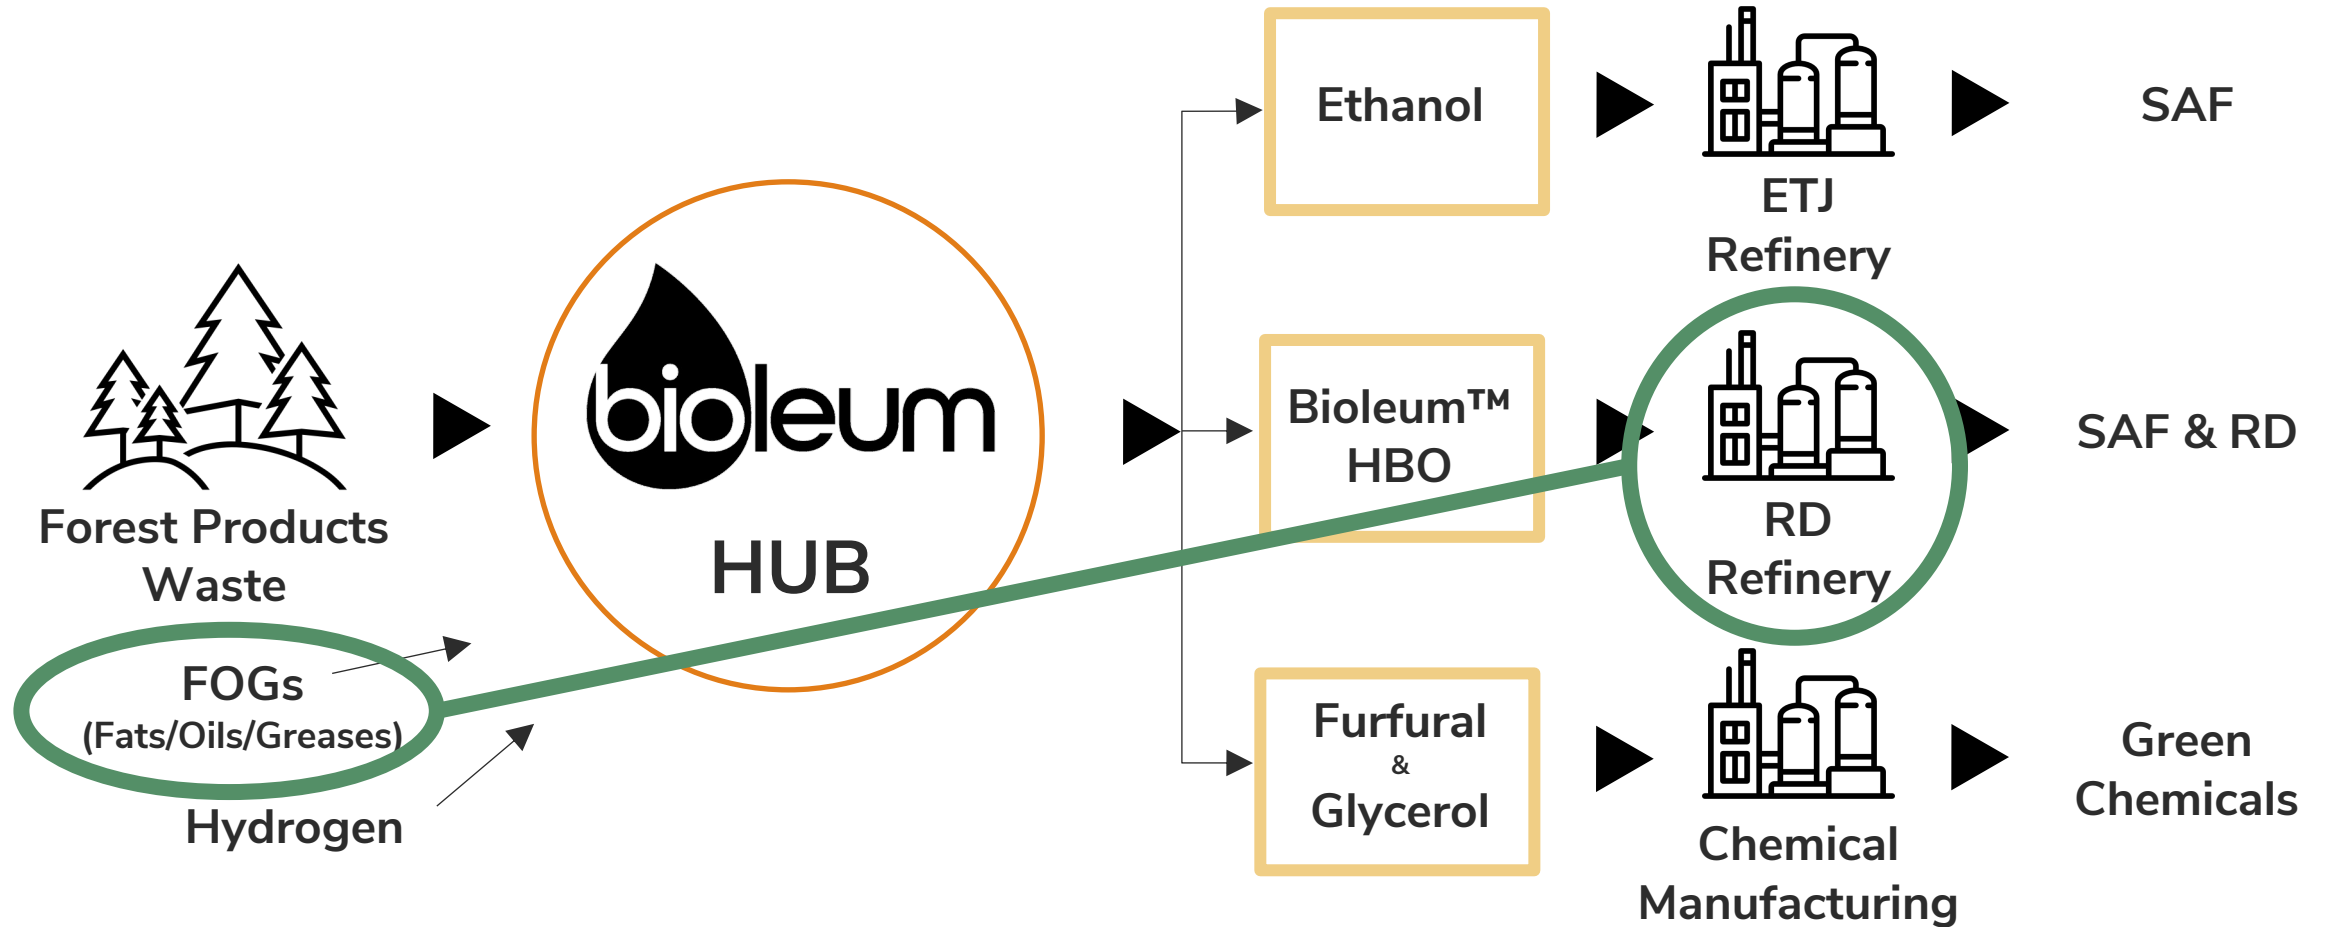 Forest Products
Waste
FOGs
(Fats/Oils/Greases)
Hydrogen
bioleum
HUB
Ethanol
ETJ
Refinery
SAF
Bioleum™
HBO
RD
Refinery
SAF & RD
Furfural
&
Glycerol
Chemical
Manufacturing
Green
Chemicals